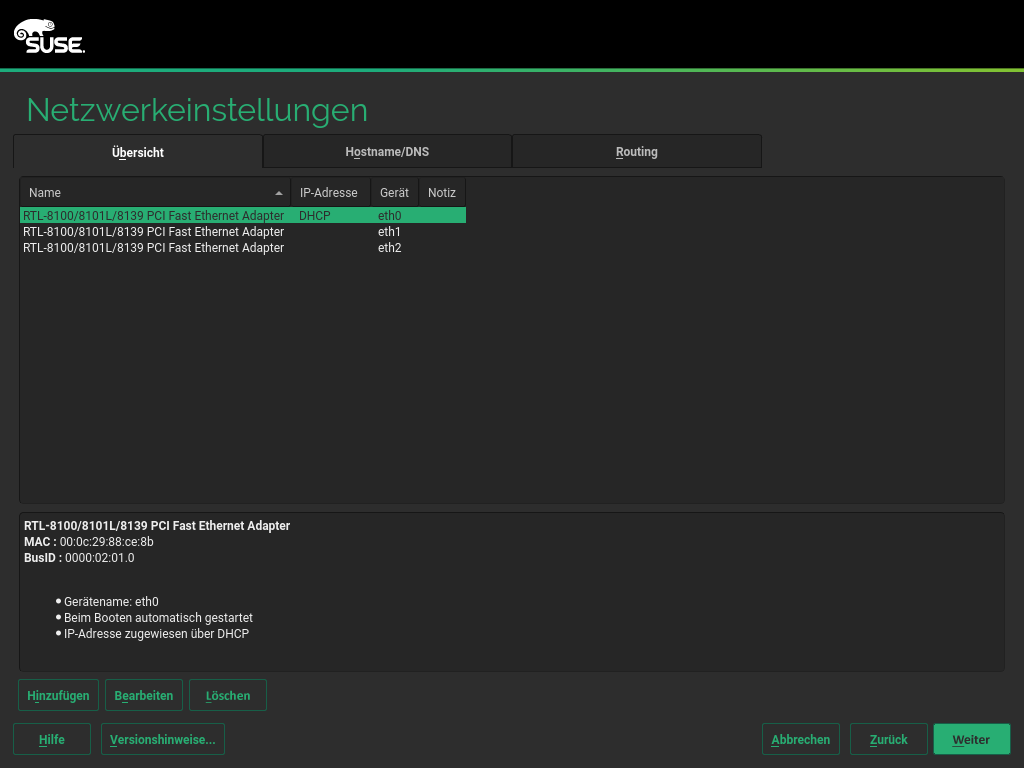 SUSE
Netzwerkeinstellungen
Übersicht Hostname/DNS Routing
Name IP-Adresse Gerät Notiz
RTL-8100/8101L/8139 PCI Fast Ethernet Adapter DHCP eth0
RTL-8100/8101L/8139 PCI Fast Ethernet Adapter eth1
RTL-8100/8101L/8139 PCI Fast Ethernet Adapter eth2
RTL-8100/8101L/8139 PCI Fast Ethernet Adapter
MAC : 00:0c:29:88:ce:8b
BusID : 0000:02:01.0
• Gerätename: eth0
• Beim Booten automatisch gestartet
• IP-Adresse zugewiesen über DHCP
Hinzufügen Bearbeiten Löschen
Hilfe Versionshinweise... Abbrechen Zurück Weiter